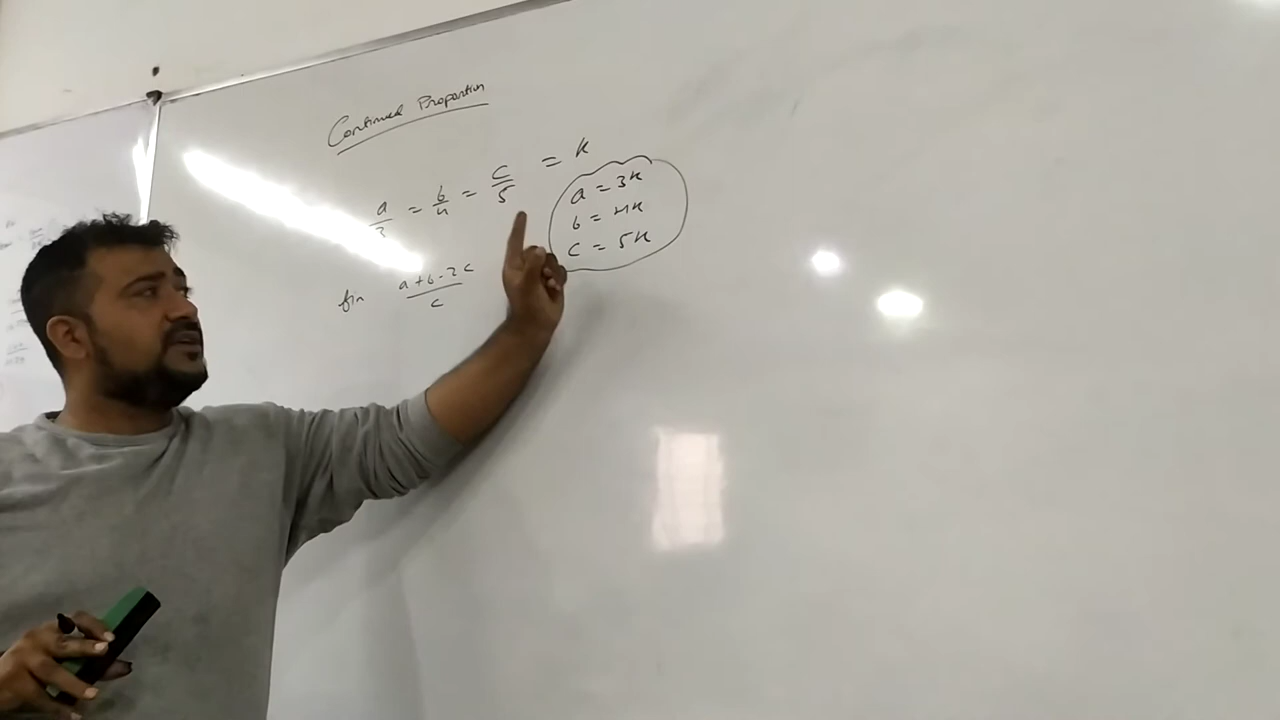 Continued Proportion
a/3 = b/4 = c/5 = k
a = 3k
b = 4k
c = 5k
fin a+b-2c/c